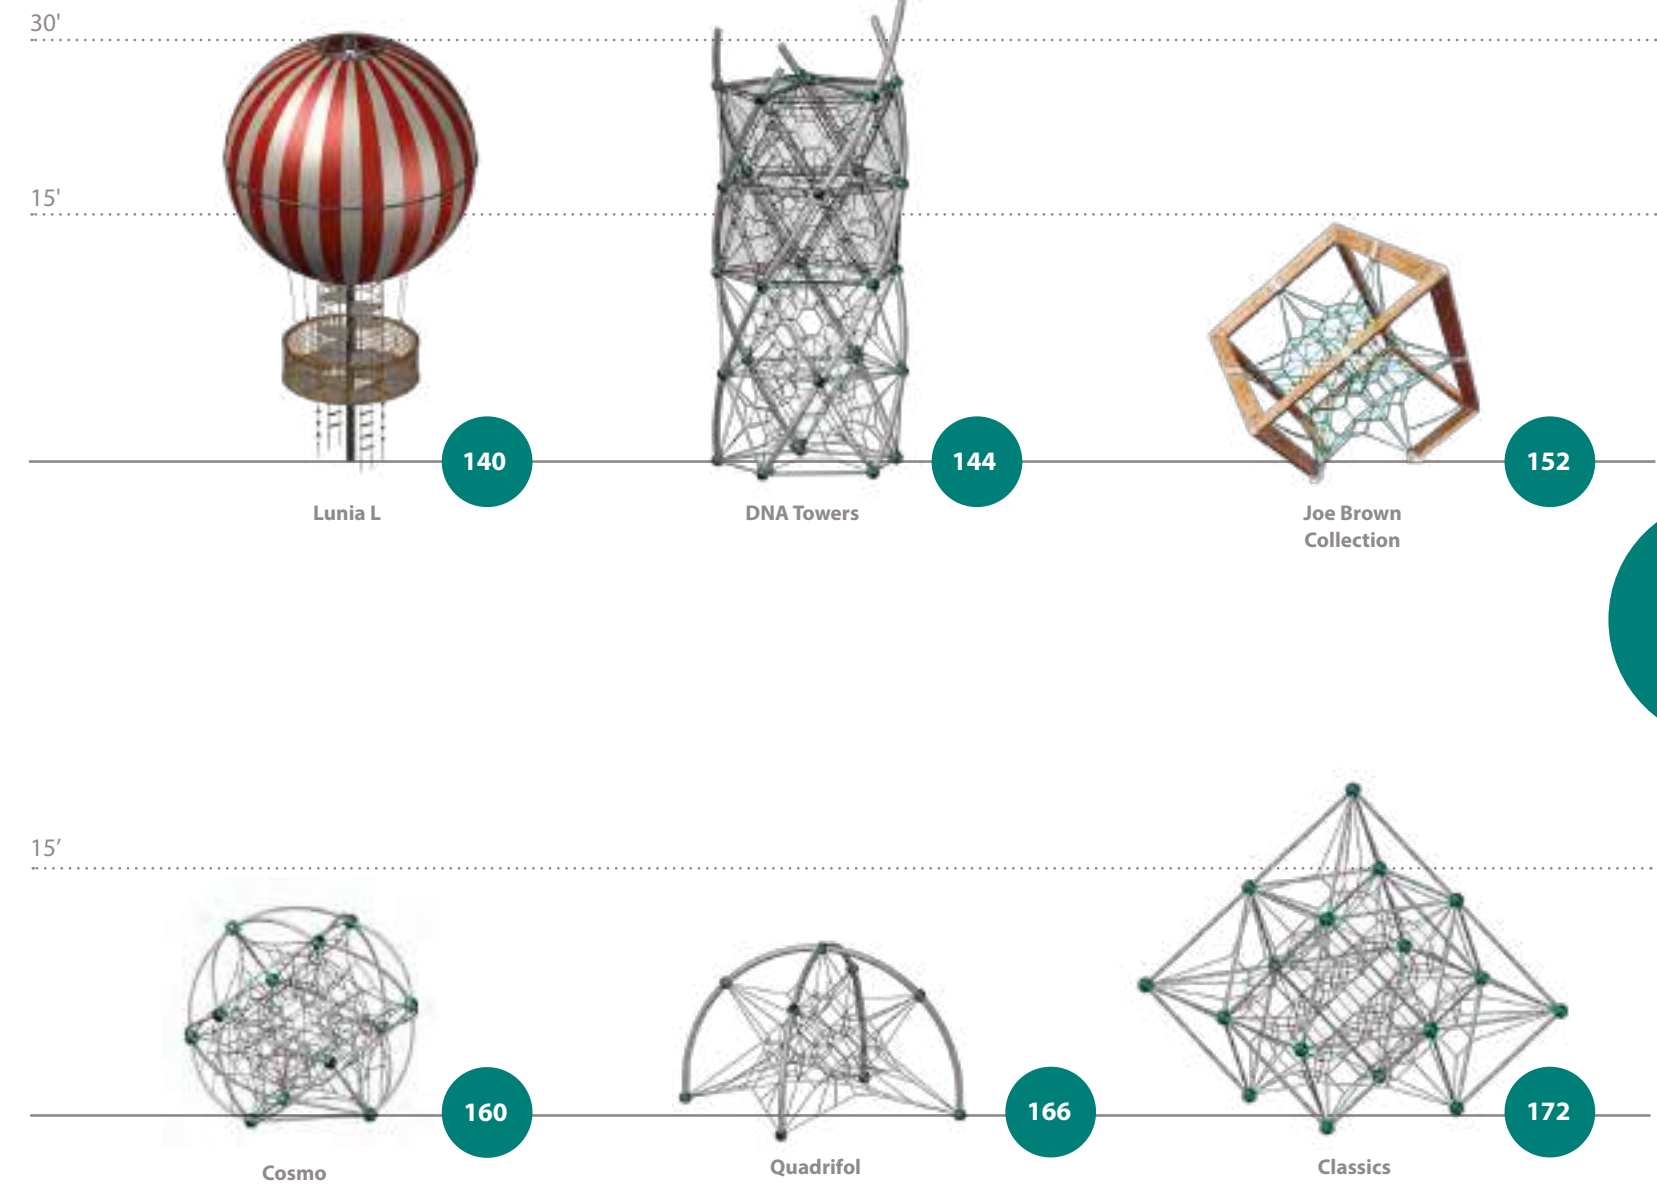 30'
15'
140
144
152
Lunia L
DNA Towers
Joe Brown
Collection
15′
160
166
172
Cosmo
Quadrifol
Classics